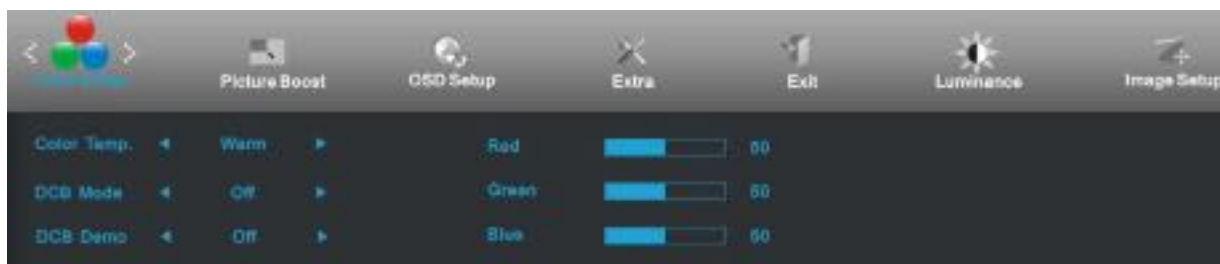 Picture Boost
OSD Setup
Extra
Exit
Luminance
Image Setup
Color Temp. Warm Red 50
DCB Mode Off Green 50
DCB Demo Off Blue 50